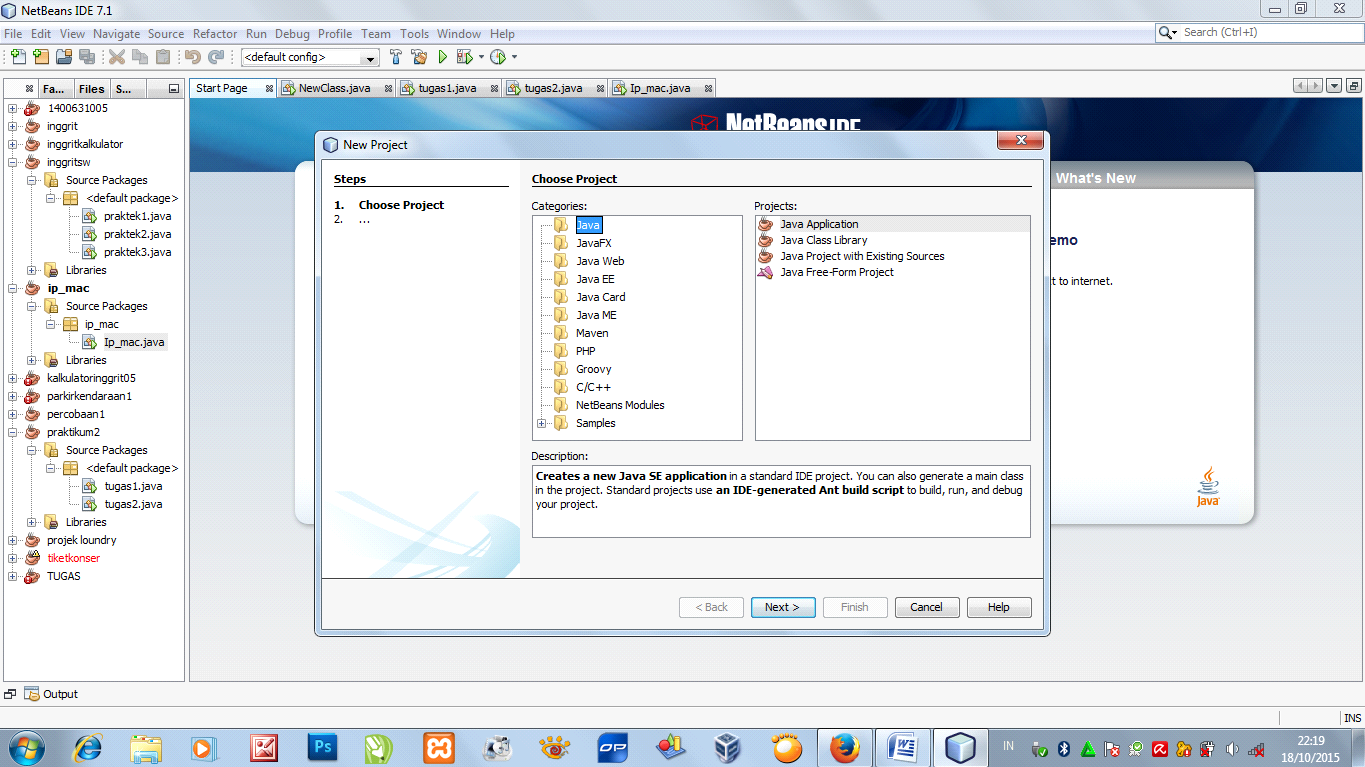 NetBeans IDE 7.1
File Edit View Navigate Source Refactor Run Debug Profile Team Tools Window Help
Search (Ctrl+I)
<default config>
Fa... Files S...
Start Page NewClass.java tugas1.java tugas2.java Ip_mac.java
1400631005
inggrit
inggritkalkulator
inggritsw
Source Packages
<default package>
praktek1.java
praktek2.java
praktek3.java
Libraries
ip_mac
Source Packages
ip_mac
Ip_mac.java
Libraries
kalkulatoringgrit05
parkirkendaraan1
percobaan1
praktikum2
Source Packages
<default package>
tugas1.java
tugas2.java
Libraries
projek loundry
tiketkonser
TUGAS
NetBeans IDE
What's New
emo
t to internet.
Java
New Project
Steps
1. Choose Project
2. ...
Choose Project
Categories:
Java
JavaFX
Java Web
Java EE
Java Card
Java ME
Maven
PHP
Groovy
C/C++
NetBeans Modules
Samples
Projects:
Java Application
Java Class Library
Java Project with Existing Sources
Java Free-Form Project
Description:
Creates a new Java SE application in a standard IDE project. You can also generate a main class
in the project. Standard projects use an IDE-generated Ant build script to build, run, and debug
your project.
< Back Next > Finish Cancel Help
Output
INS
Ps
OP
IN
22:19
18/10/2015